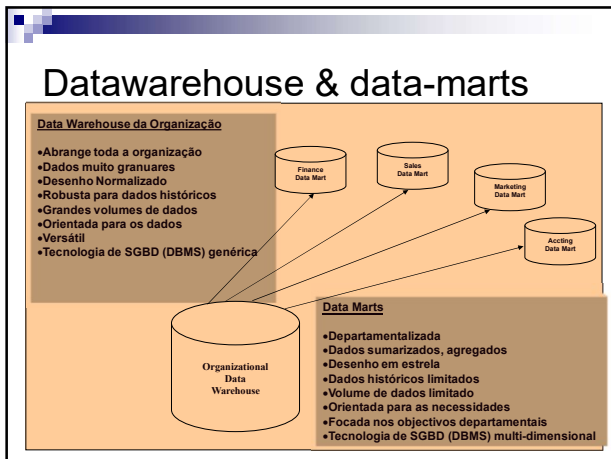 Datawarehouse & data-marts
Data Warehouse da Organização
•Abrange toda a organização
•Dados muito granuares
•Desenho Normalizado
•Robusta para dados históricos
•Grandes volumes de dados
•Orientada para os dados
•Versátil
•Tecnologia de SGBD (DBMS) genérica
Finance
Data Mart
Sales
Data Mart
Marketing
Data Mart
Accting
Data Mart
Organizational
Data
Warehouse
Data Marts
•Departamentalizada
•Dados sumarizados, agregados
•Desenho em estrela
•Dados históricos limitados
•Volume de dados limitado
•Orientada para as necessidades
•Focada nos objectivos departamentais
•Tecnologia de SGBD (DBMS) multi-dimensional